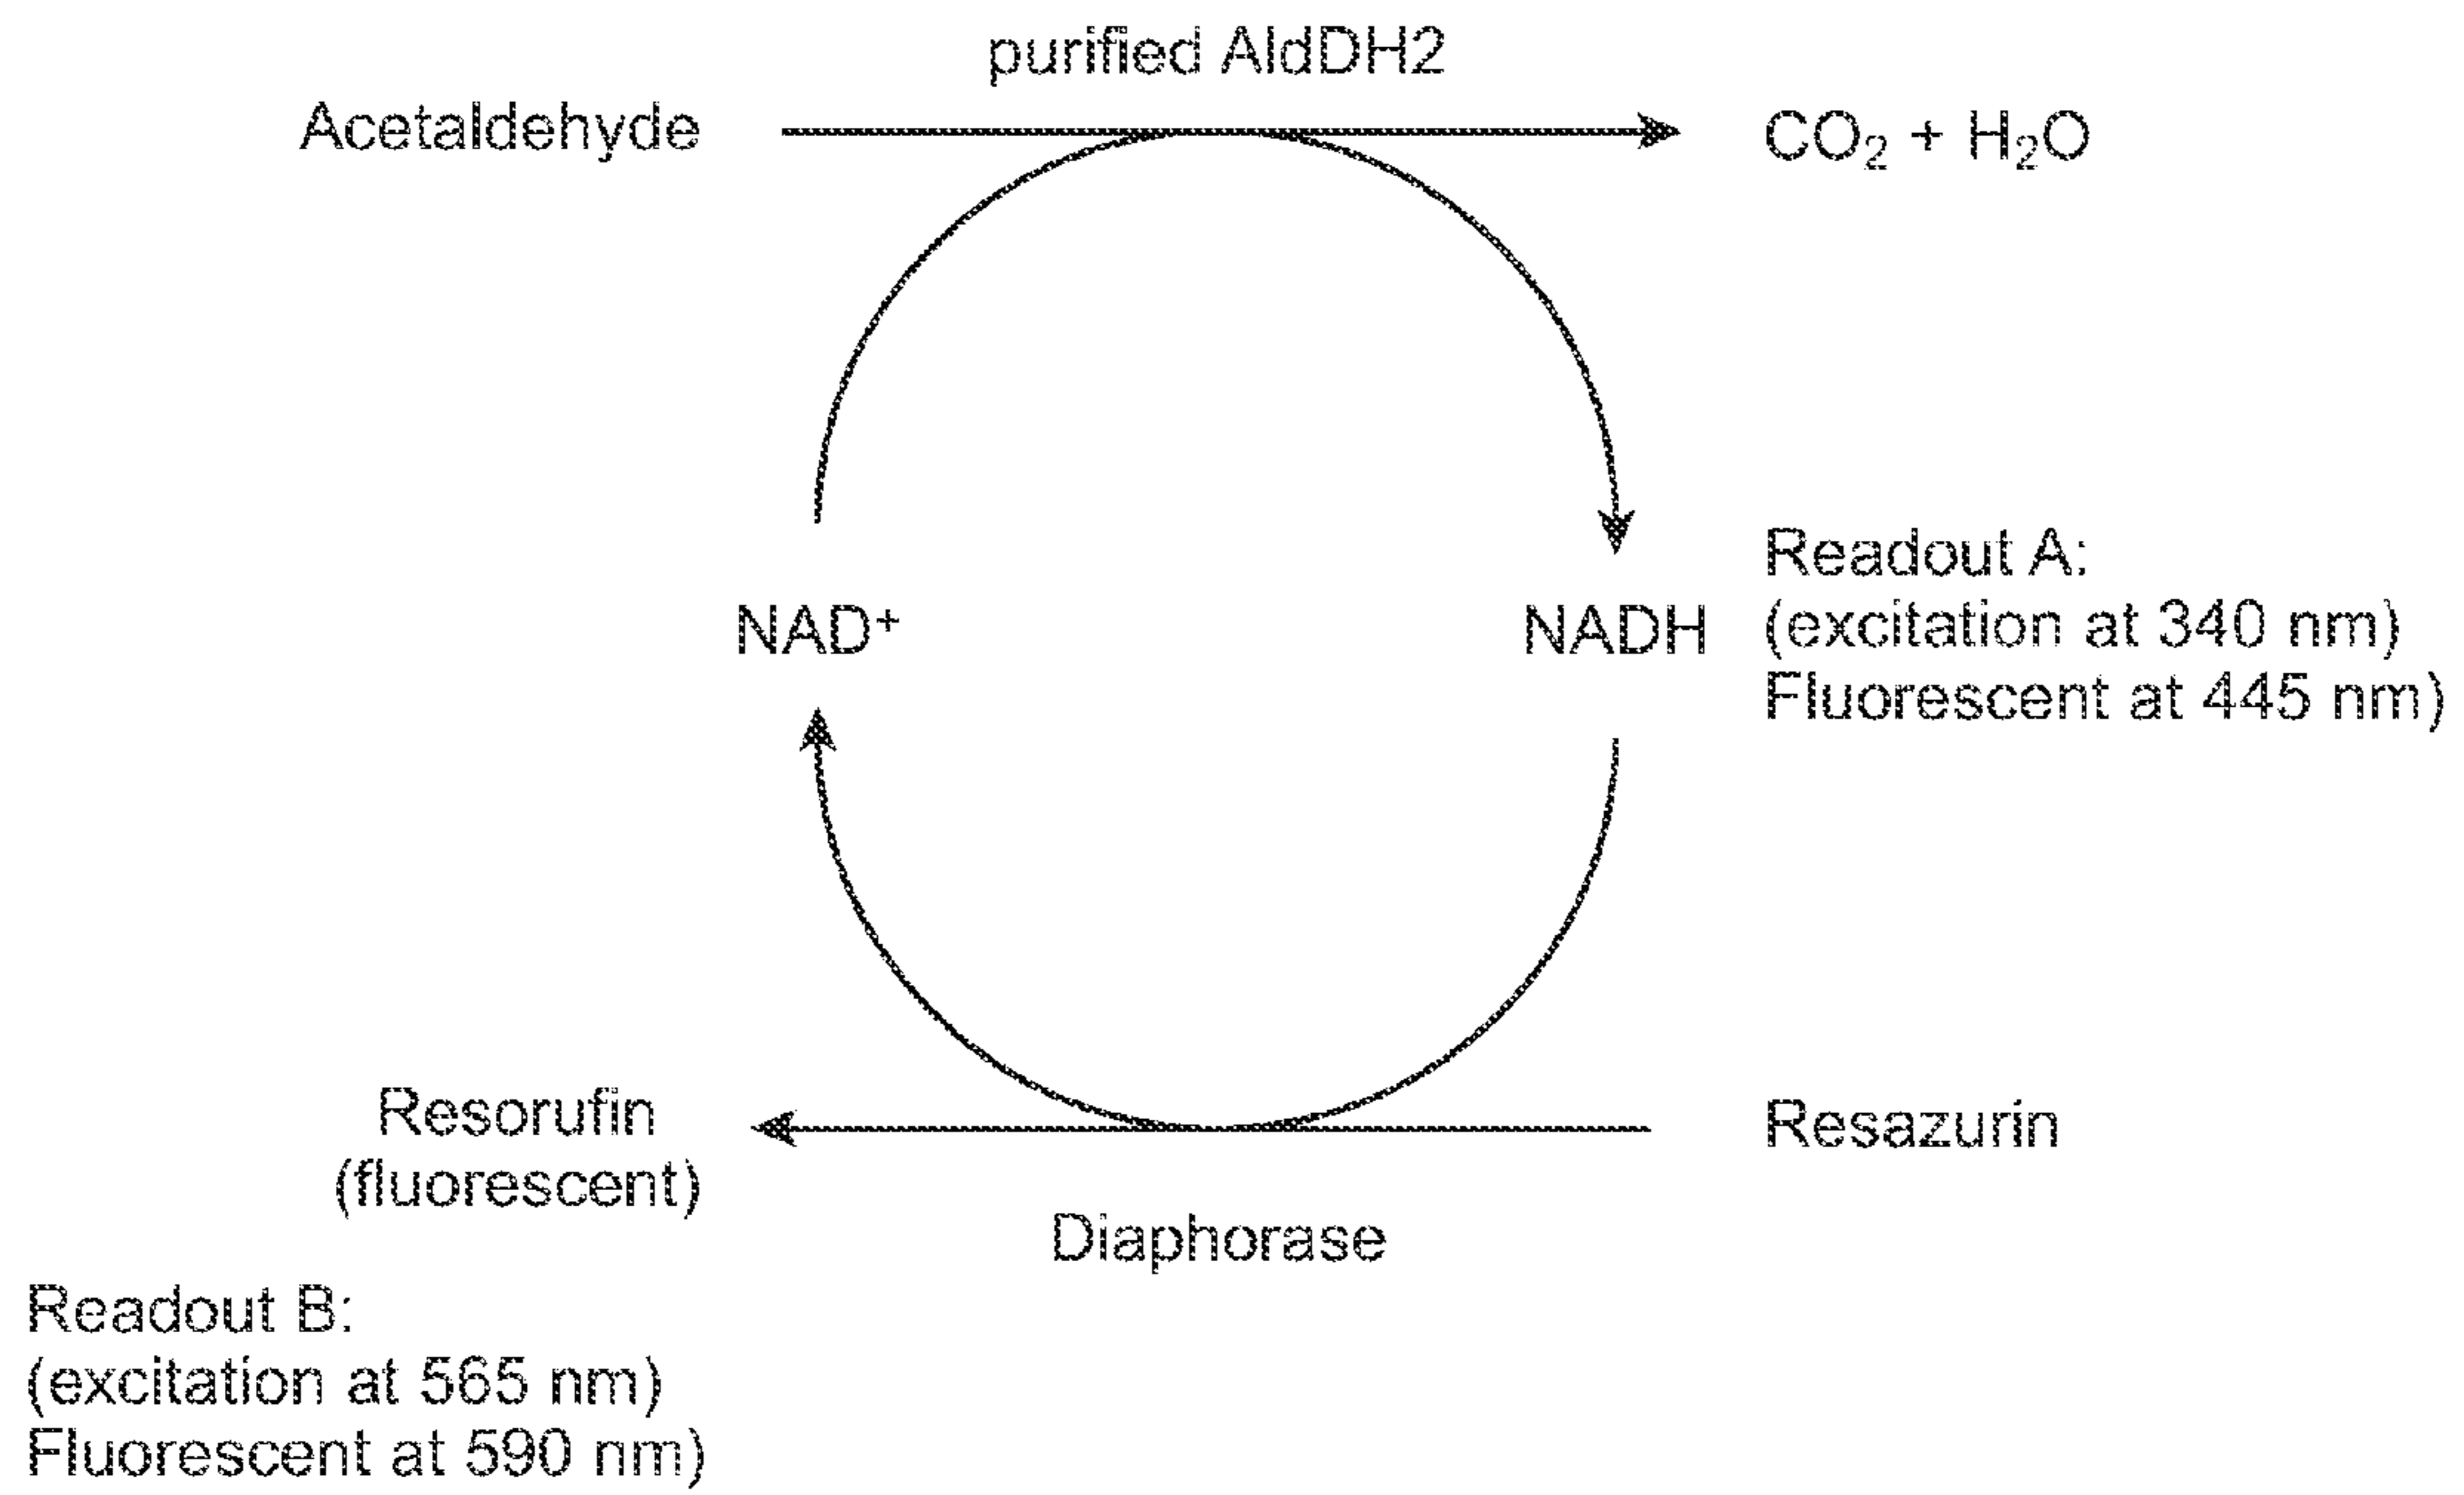 purified AldDH2
Acetaldehyde
CO₂ + H₂O
Readout A:
NAD⁺
NADH
(excitation at 340 nm)
Fluorescent at 445 nm)
Resorufin
(fluorescent)
Resazurin
Diaphorase
Readout B:
(excitation at 565 nm)
Fluorescent at 590 nm)